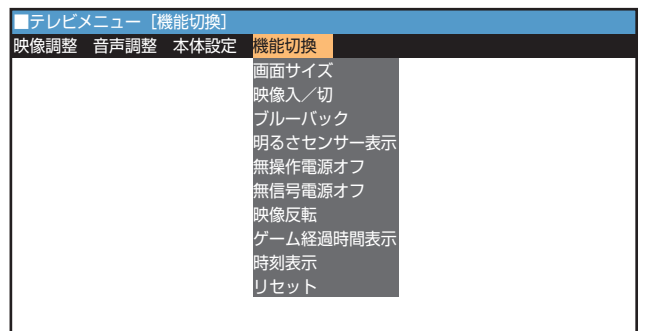 ■テレビメニュー［機能切換］
映像調整 音声調整 本体設定 機能切換
画面サイズ
映像入／切
ブルーバック
明るさセンサー表示
無操作電源オフ
無信号電源オフ
映像反転
ゲーム経過時間表示
時刻表示
リセット